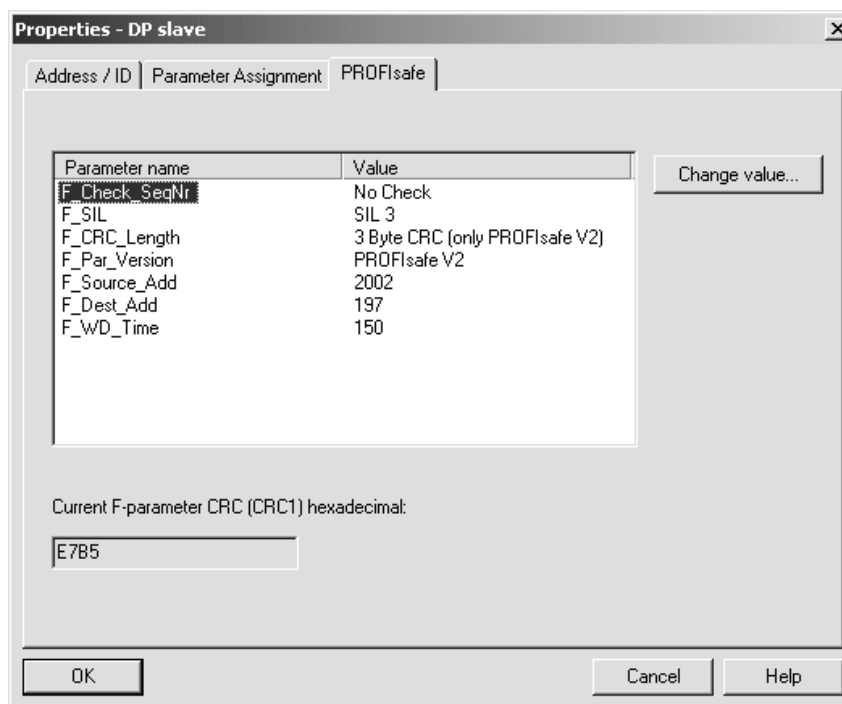 Properties - DP slave
Address / ID Parameter Assignment PROFIsafe
Parameter name Value
F_Check_SeqNr No Check
F_SIL SIL 3
F_CRC_Length 3 Byte CRC (only PROFIsafe V2)
F_Par_Version PROFIsafe V2
F_Source_Add 2002
F_Dest_Add 197
F_WD_Time 150
Change value...
Current F-parameter CRC (CRC1) hexadecimal:
E7B5
OK Cancel Help